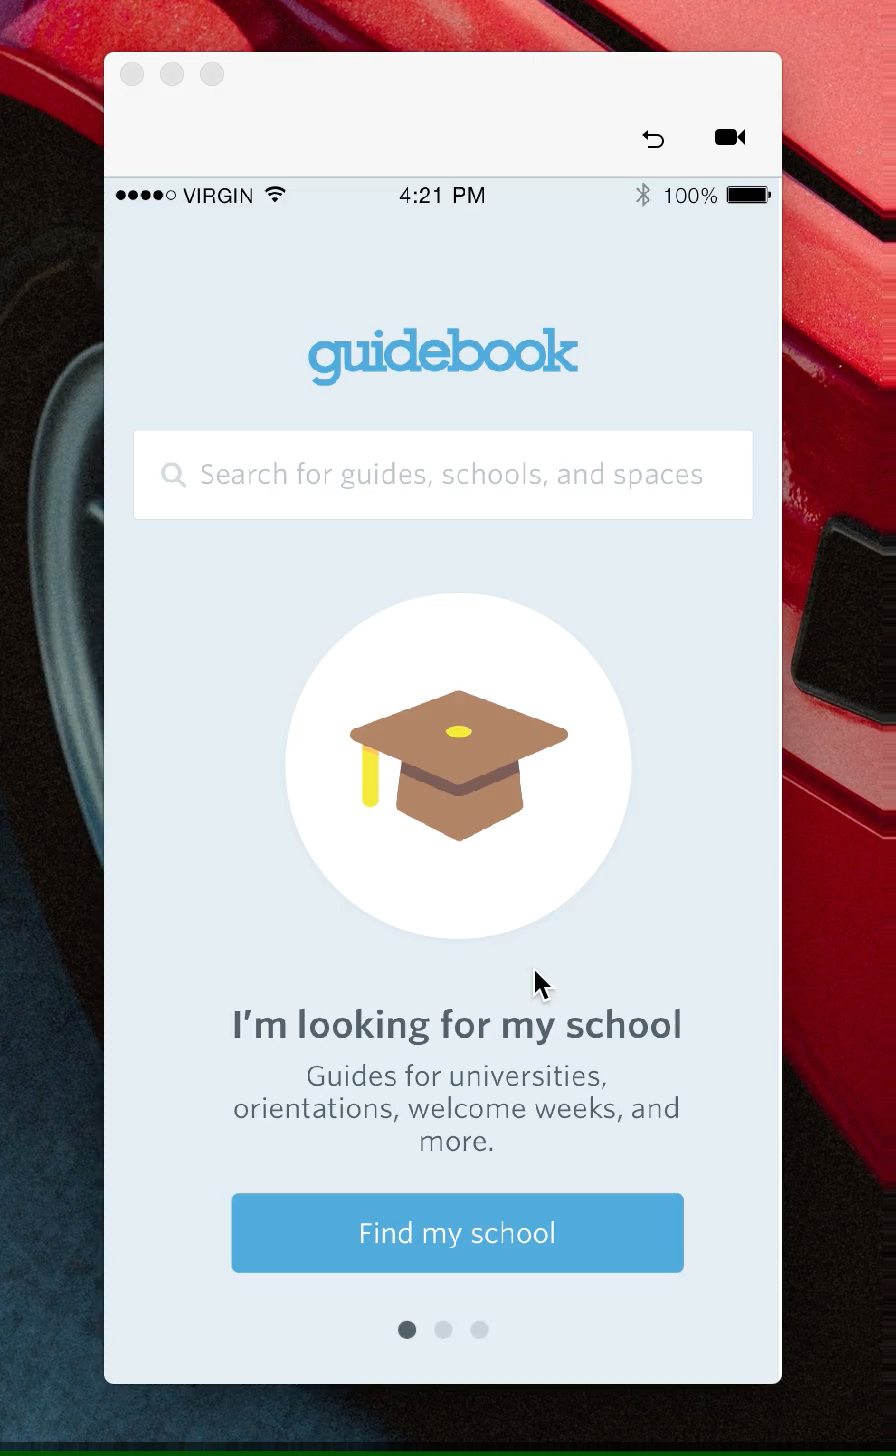 VIRGIN 4:21 PM 100%
guidebook
Search for guides, schools, and spaces
I'm looking for my school
Guides for universities,
orientations, welcome weeks, and
more.
Find my school